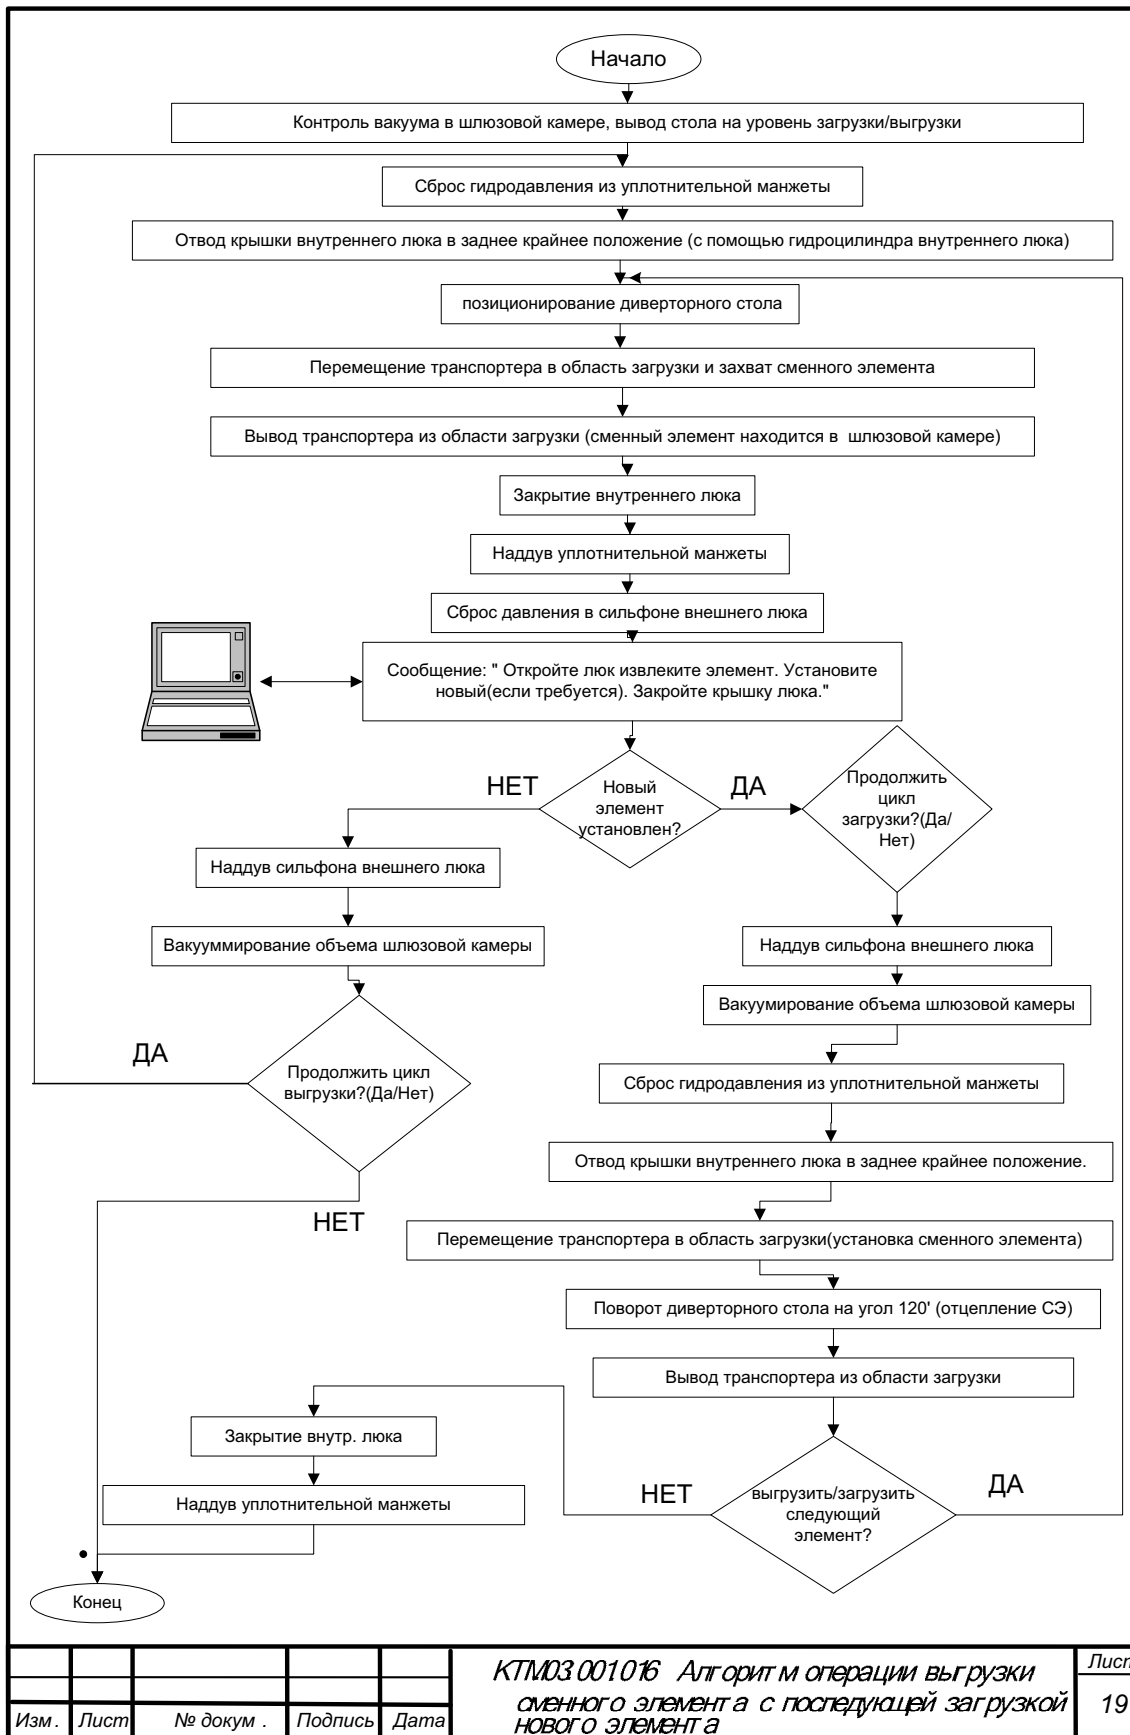 Начало
Контроль вакуума в шлюзовой камере, вывод стола на уровень загрузки/выгрузки
Сброс гидродавления из уплотнительной манжеты
Отвод крышки внутреннего люка в заднее крайнее положение (с помощью гидроцилиндра внутреннего люка)
позиционирование диверторного стола
Перемещение транспортера в область загрузки и захват сменного элемента
Вывод транспортера из области загрузки (сменный элемент находится в шлюзовой камере)
Закрытие внутреннего люка
Наддув уплотнительной манжеты
Сброс давления в сильфоне внешнего люка
Сообщение: " Откройте люк извлеките элемент. Установите
новый(если требуется). Закройте крышку люка."
НЕТ
Новый
элемент
установлен?
ДА
Продолжить
цикл
загрузки?(Да/
Нет)
Наддув сильфона внешнего люка
Вакууммирование объема шлюзовой камеры
Наддув сильфона внешнего люка
Вакуумирование объема шлюзовой камеры
ДА
Продолжить цикл
выгрузки?(Да/Нет)
НЕТ
Сброс гидродавления из уплотнительной манжеты
Отвод крышки внутреннего люка в заднее крайнее положение.
Перемещение транспортера в область загрузки(установка сменного элемента)
Поворот диверторного стола на угол 120' (отцепление СЭ)
Вывод транспортера из области загрузки
Закрытие внутр. люка
Наддув уплотнительной манжеты
НЕТ
выгрузить/загрузить
следующий
элемент?
ДА
Конец
Изм. Лист № докум. Подпись Дата
КТМ03.001.016 Алгоритм операции выгрузки
сменного элемента с последующей загрузкой
нового элемента
Лист
19